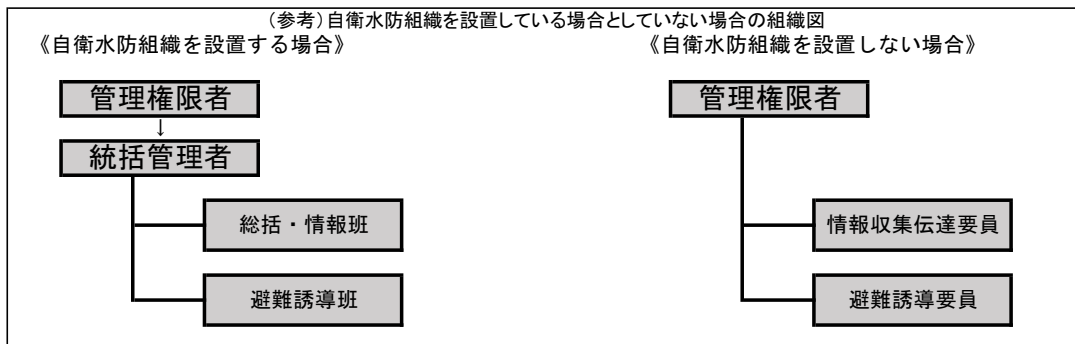 (参考)自衛水防組織を設置している場合としていない場合の組織図
《自衛水防組織を設置する場合》
管理権限者
↓
統括管理者
総括・情報班
避難誘導班
《自衛水防組織を設置しない場合》
管理権限者
情報収集伝達要員
避難誘導要員